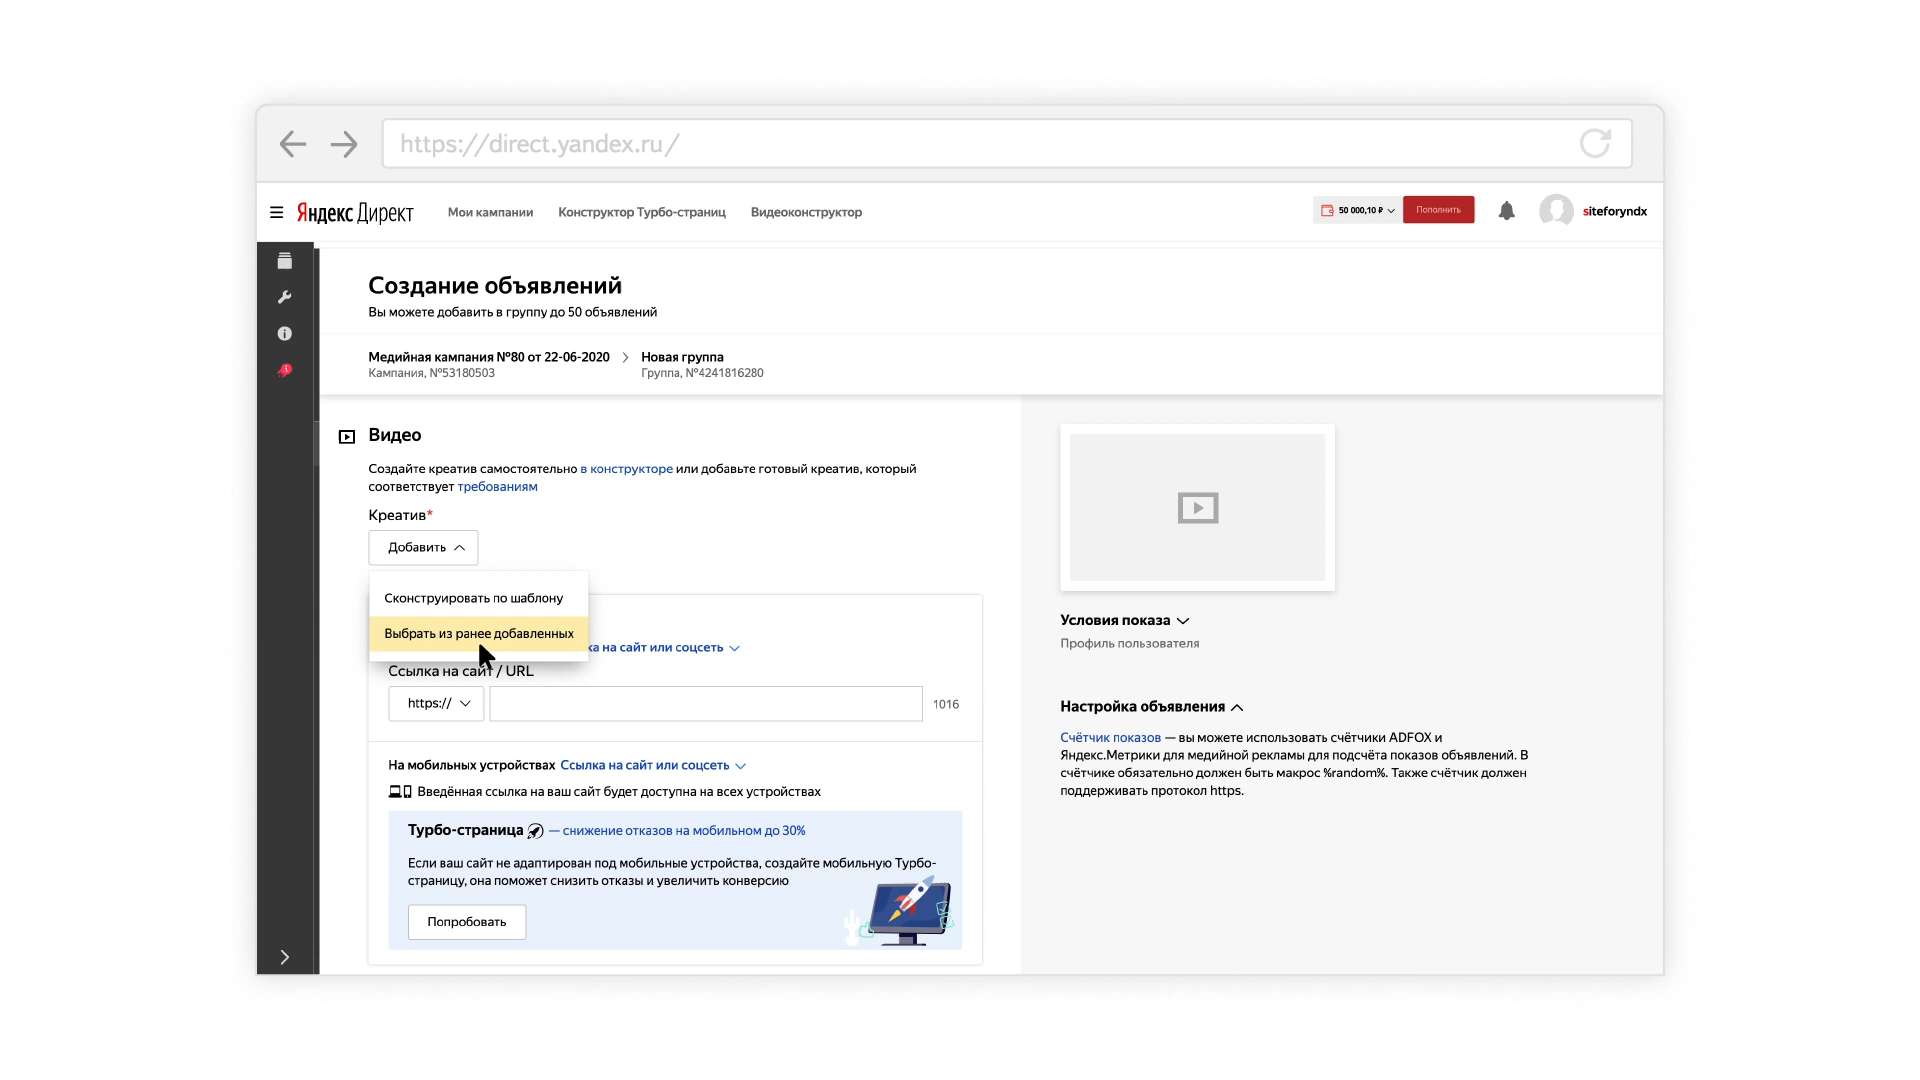 https://direct.yandex.ru/
Яндекс Директ
Мои кампании
Конструктор Турбо-страниц
Видеоконструктор
50 000,10 ₽
Пополнить
siteforyndx
Создание объявлений
Вы можете добавить в группу до 50 объявлений
Медийная кампания №80 от 22-06-2020
Новая группа
Кампания, №53180503
Группа, №4241816280
Видео
Создайте креатив самостоятельно в конструкторе или добавьте готовый креатив, который
соответствует требованиям
Креатив*
Добавить
Сконструировать по шаблону
Выбрать из ранее добавленных
на сайт или соцсеть
Ссылка на сайт / URL
https://
1016
На мобильных устройствах Ссылка на сайт или соцсеть
Введённая ссылка на ваш сайт будет доступна на всех устройствах
Турбо-страница — снижение отказов на мобильном до 30%
Если ваш сайт не адаптирован под мобильные устройства, создайте мобильную Турбо-
страницу, она поможет снизить отказы и увеличить конверсию
Попробовать
Условия показа
Профиль пользователя
Настройка объявления
Счётчик показов — вы можете использовать счётчики ADFOX и
Яндекс.Метрики для медийной рекламы для подсчёта показов объявлений. В
счётчике обязательно должен быть макрос %random%. Также счётчик должен
поддерживать протокол https.